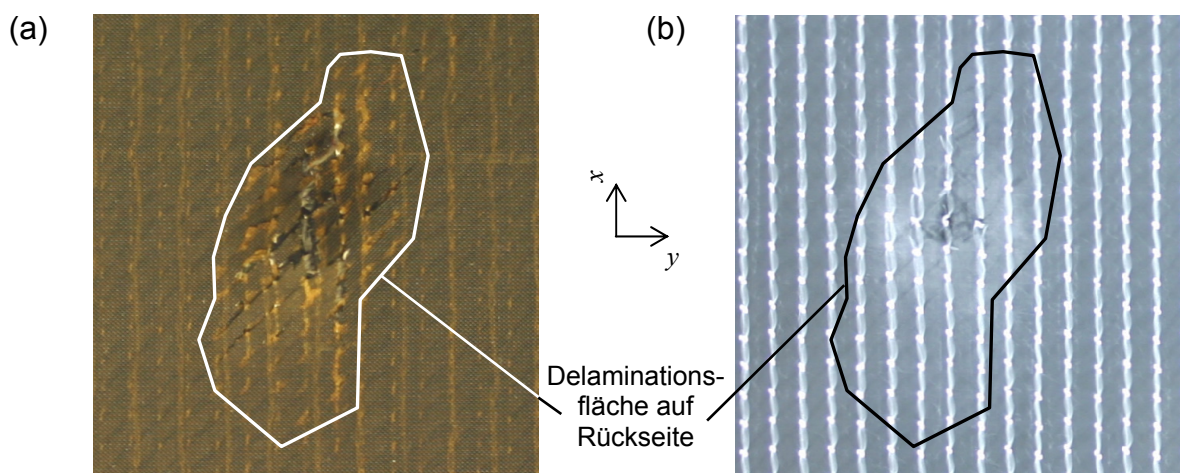 (a)
(b)
x
y
Delaminations-
fläche auf
Rückseite